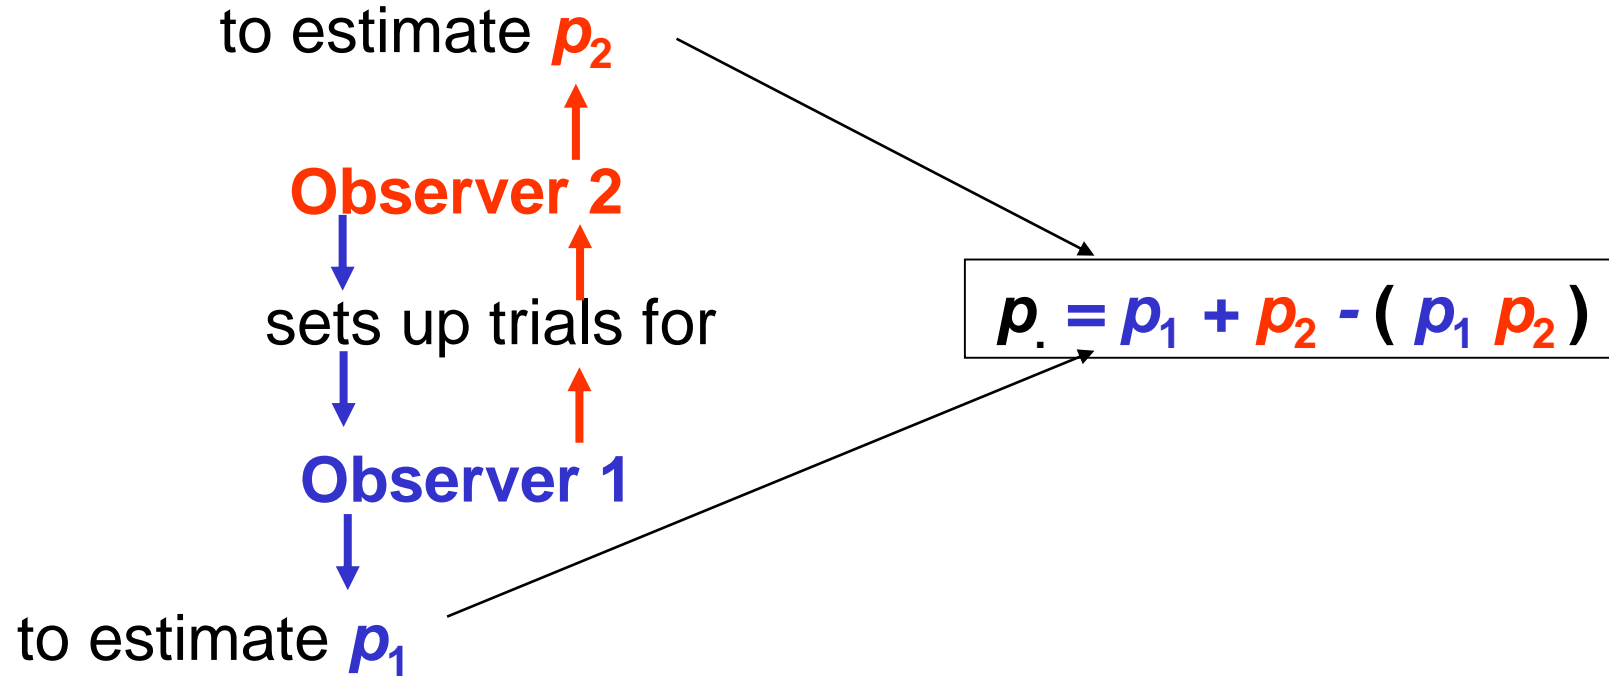 to estimate p₂
Observer 2
sets up trials for
p. = p₁ + p₂ - ( p₁ p₂ )
Observer 1
to estimate p₁